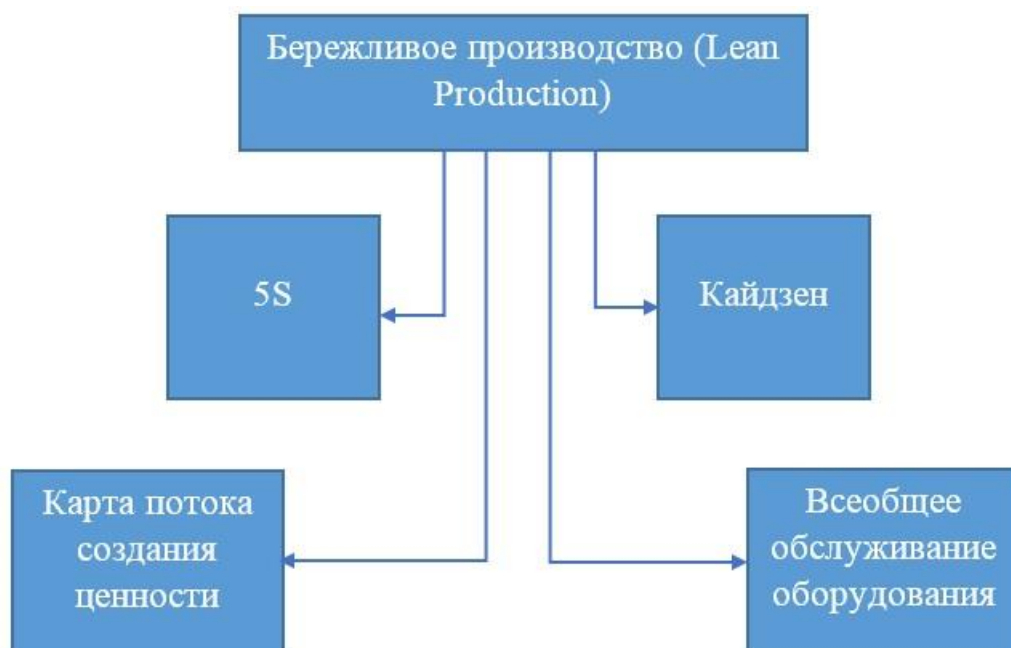 Бережливое производство (Lean
Production)
5S
Кайдзен
Карта потока
создания
ценности
Всеобщее
обслуживание
оборудования